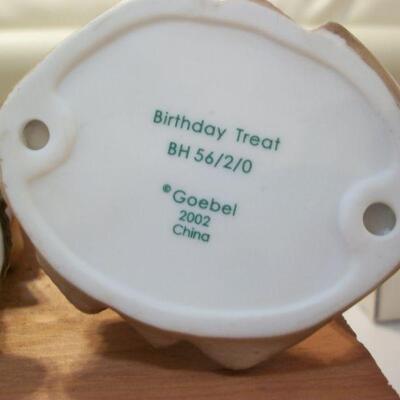 Birthday Treat
BH 56/2/0
©Goebel
2002
China